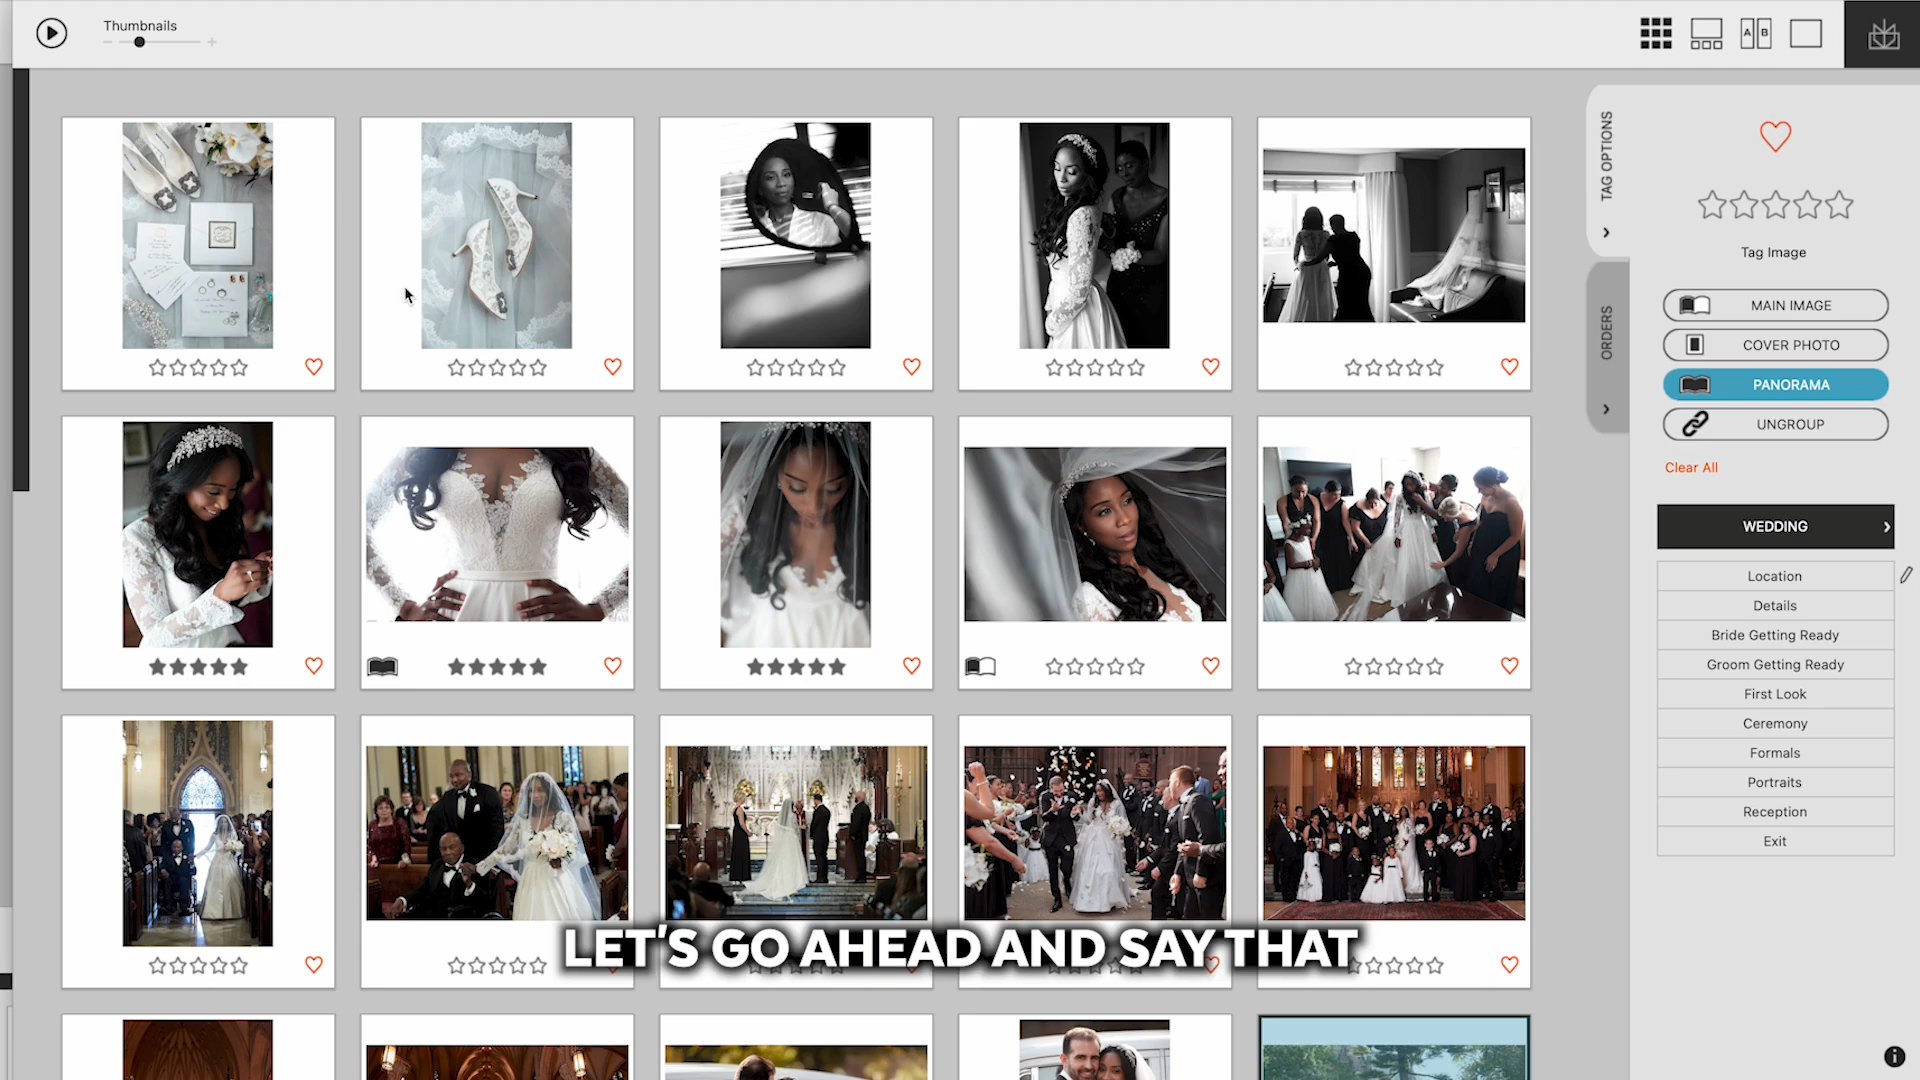 Thumbnails
A B
TAG OPTIONS
ORDERS
Tag Image
MAIN IMAGE
COVER PHOTO
PANORAMA
UNGROUP
Clear All
WEDDING
Location
Details
Bride Getting Ready
Groom Getting Ready
First Look
Ceremony
Formals
Portraits
Reception
Exit
LET'S GO AHEAD AND SAY THAT